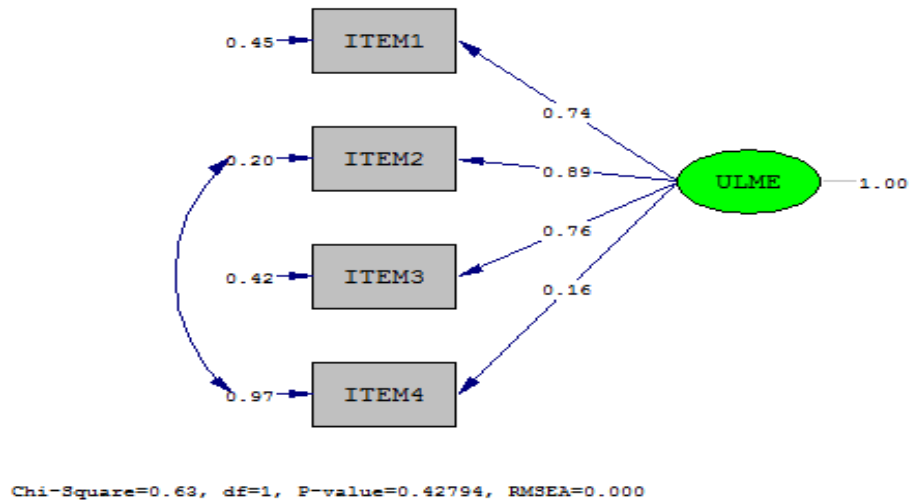 0.45 ITEM1
0.74
0.20 ITEM2
0.89
ULME 1.00
0.76
0.42 ITEM3
0.16
0.97 ITEM4
Chi-Square=0.63, df=1, P-value=0.42794, RMSEA=0.000